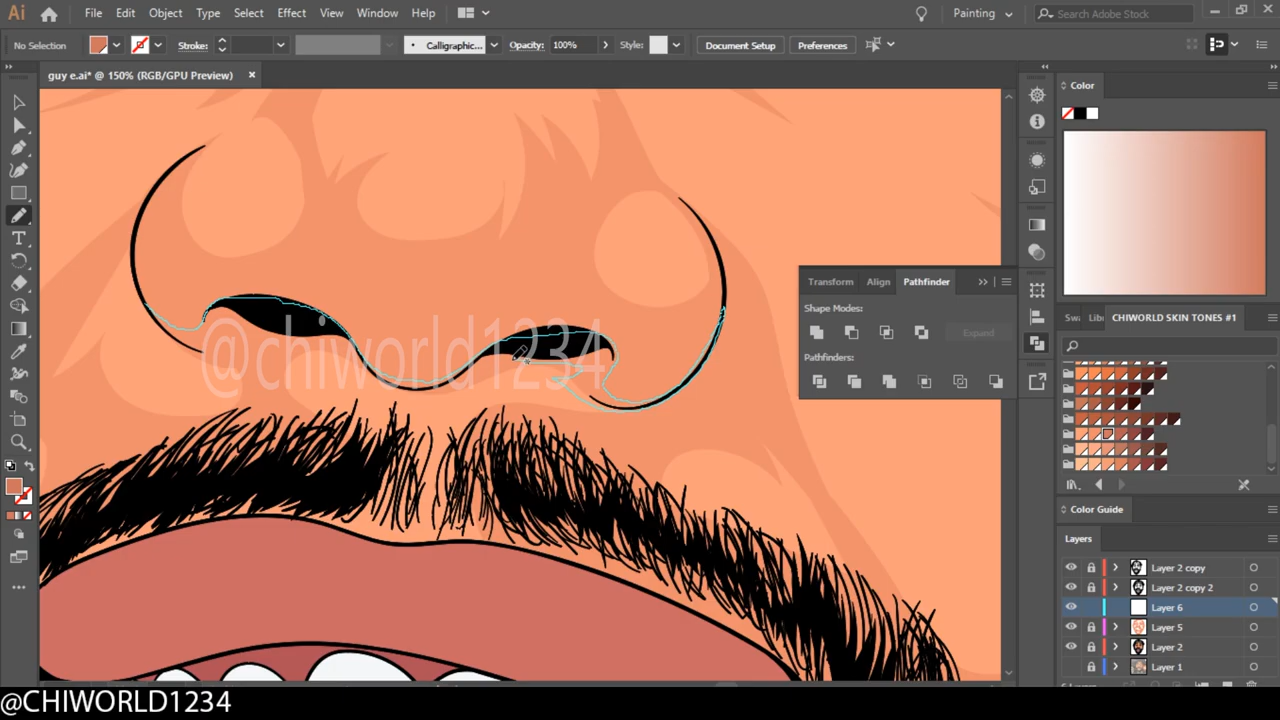 Ai File Edit Object Type Select Effect View Window Help Painting Search Adobe Stock
No Selection Stroke: Calligraphic... Opacity: 100% Style: Document Setup Preferences
guy e.ai* @ 150% (RGB/GPU Preview)
Color
Transform Align Pathfinder
Shape Modes:
Expand
Pathfinders:
Lib CHIWORLD SKIN TONES #1
@chiworld1234
Color Guide
Layers
Layer 2 copy
Layer 2 copy 2
Layer 6
Layer 5
Layer 2
Layer 1
@CHIWORLD1234